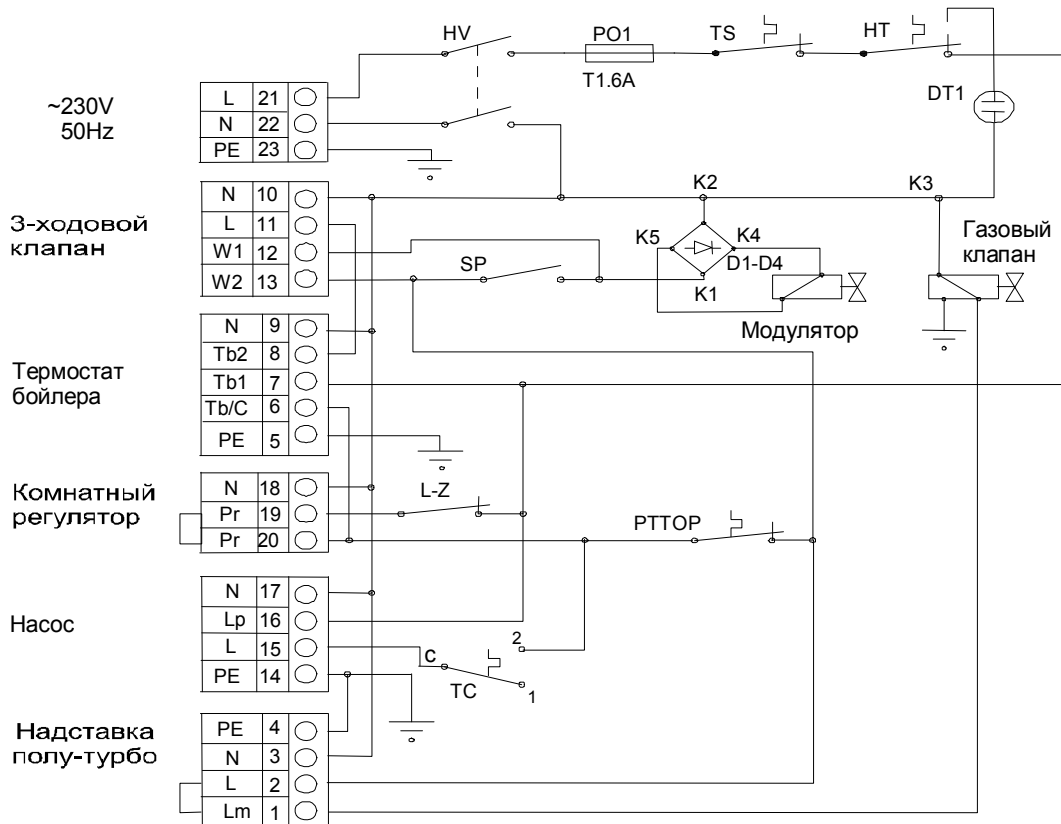 HV
PO1
TS
HT
T1.6A
DT1
~230V
50Hz
L 21
N 22
PE 23
3-ходовой
клапан
N 10
L 11
W1 12
W2 13
K2
K3
K5
K4
D1-D4
K1
SP
Модулятор
Газовый
клапан
Термостат
бойлера
N 9
Tb2 8
Tb1 7
Tb/C 6
PE 5
Комнатный
регулятор
N 18
Pr 19
Pr 20
L-Z
PTTOP
Насос
N 17
Lp 16
L 15
PE 14
C
2
TC
1
Надставка
полу-турбо
PE 4
N 3
L 2
Lm 1